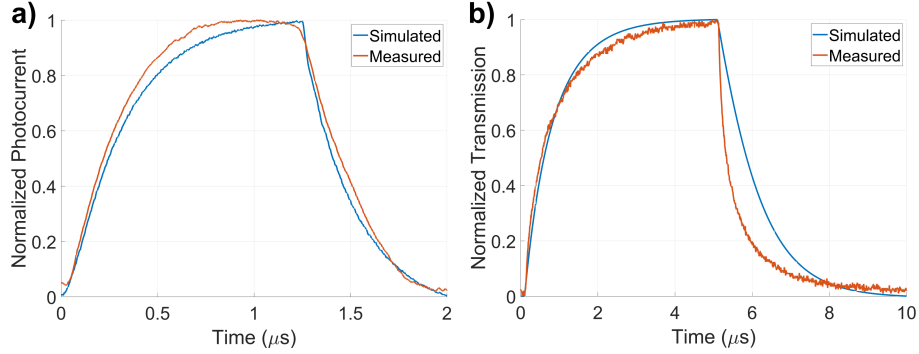 a)
Normalized Photocurrent
1
0.8
0.6
0.4
0.2
0
0
0.5
1
1.5
2
Time (μs)
Simulated
Measured
b)
Normalized Transmission
1
0.8
0.6
0.4
0.2
0
0
2
4
6
8
10
Time (μs)
Simulated
Measured